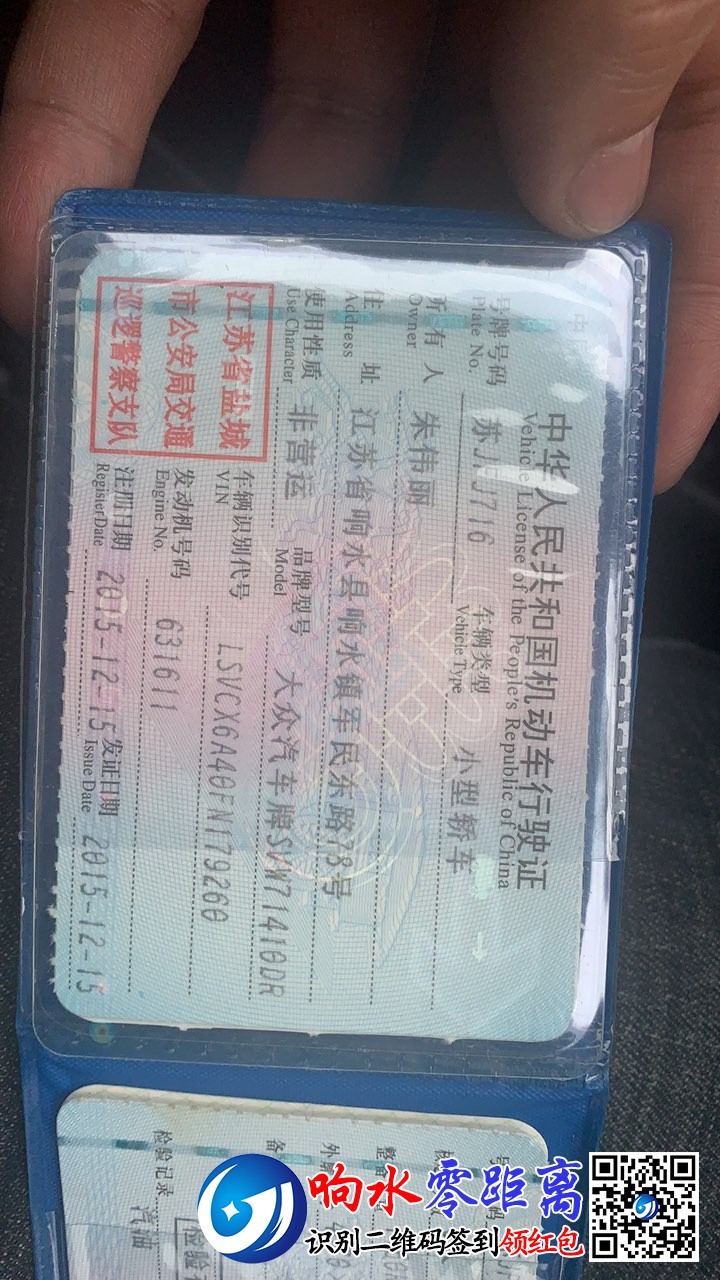 中华人民共和国机动车行驶证
Vehicle License of the People's Republic of China
号牌号码
Plate No.
车辆类型
Vehicle Type
小型轿车
所有人
Owner
朱伟丽
住址
Address
江苏省响水县响水镇军民东路78号
使用性质
Use Character
非营运
品牌型号
Model
大众汽车牌SVW71410DR
江苏省盐城
市公安局交通
巡逻警察支队
车辆识别代号
VIN
LSVCX6A40FN179260
发动机号码
Engine No.
631611
注册日期
Register Date
2015-12-15
发证日期
Issue Date
2015-12-15
检验记录
汽油
响水零距离
识别二维码签到领红包